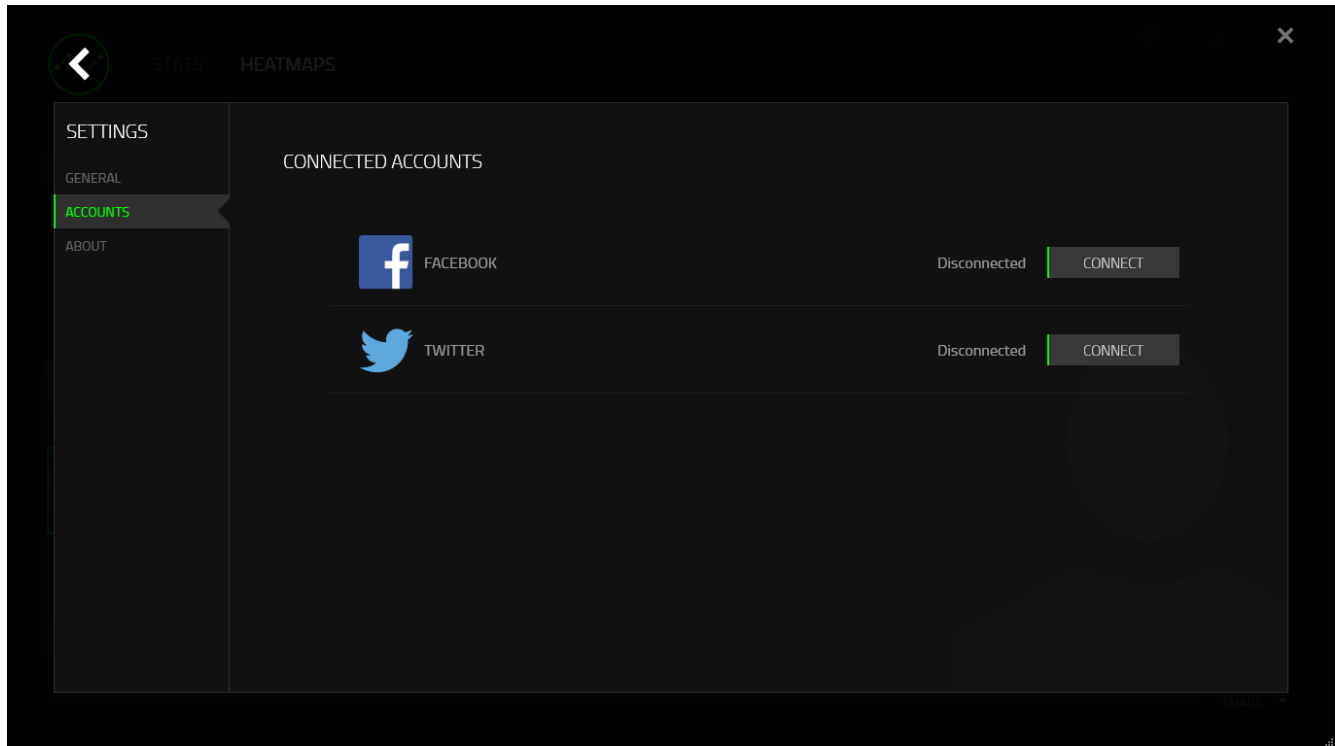 STATS HEATMAPS
SETTINGS
GENERAL
ACCOUNTS
ABOUT
CONNECTED ACCOUNTS
FACEBOOK Disconnected CONNECT
TWITTER Disconnected CONNECT
SHARE